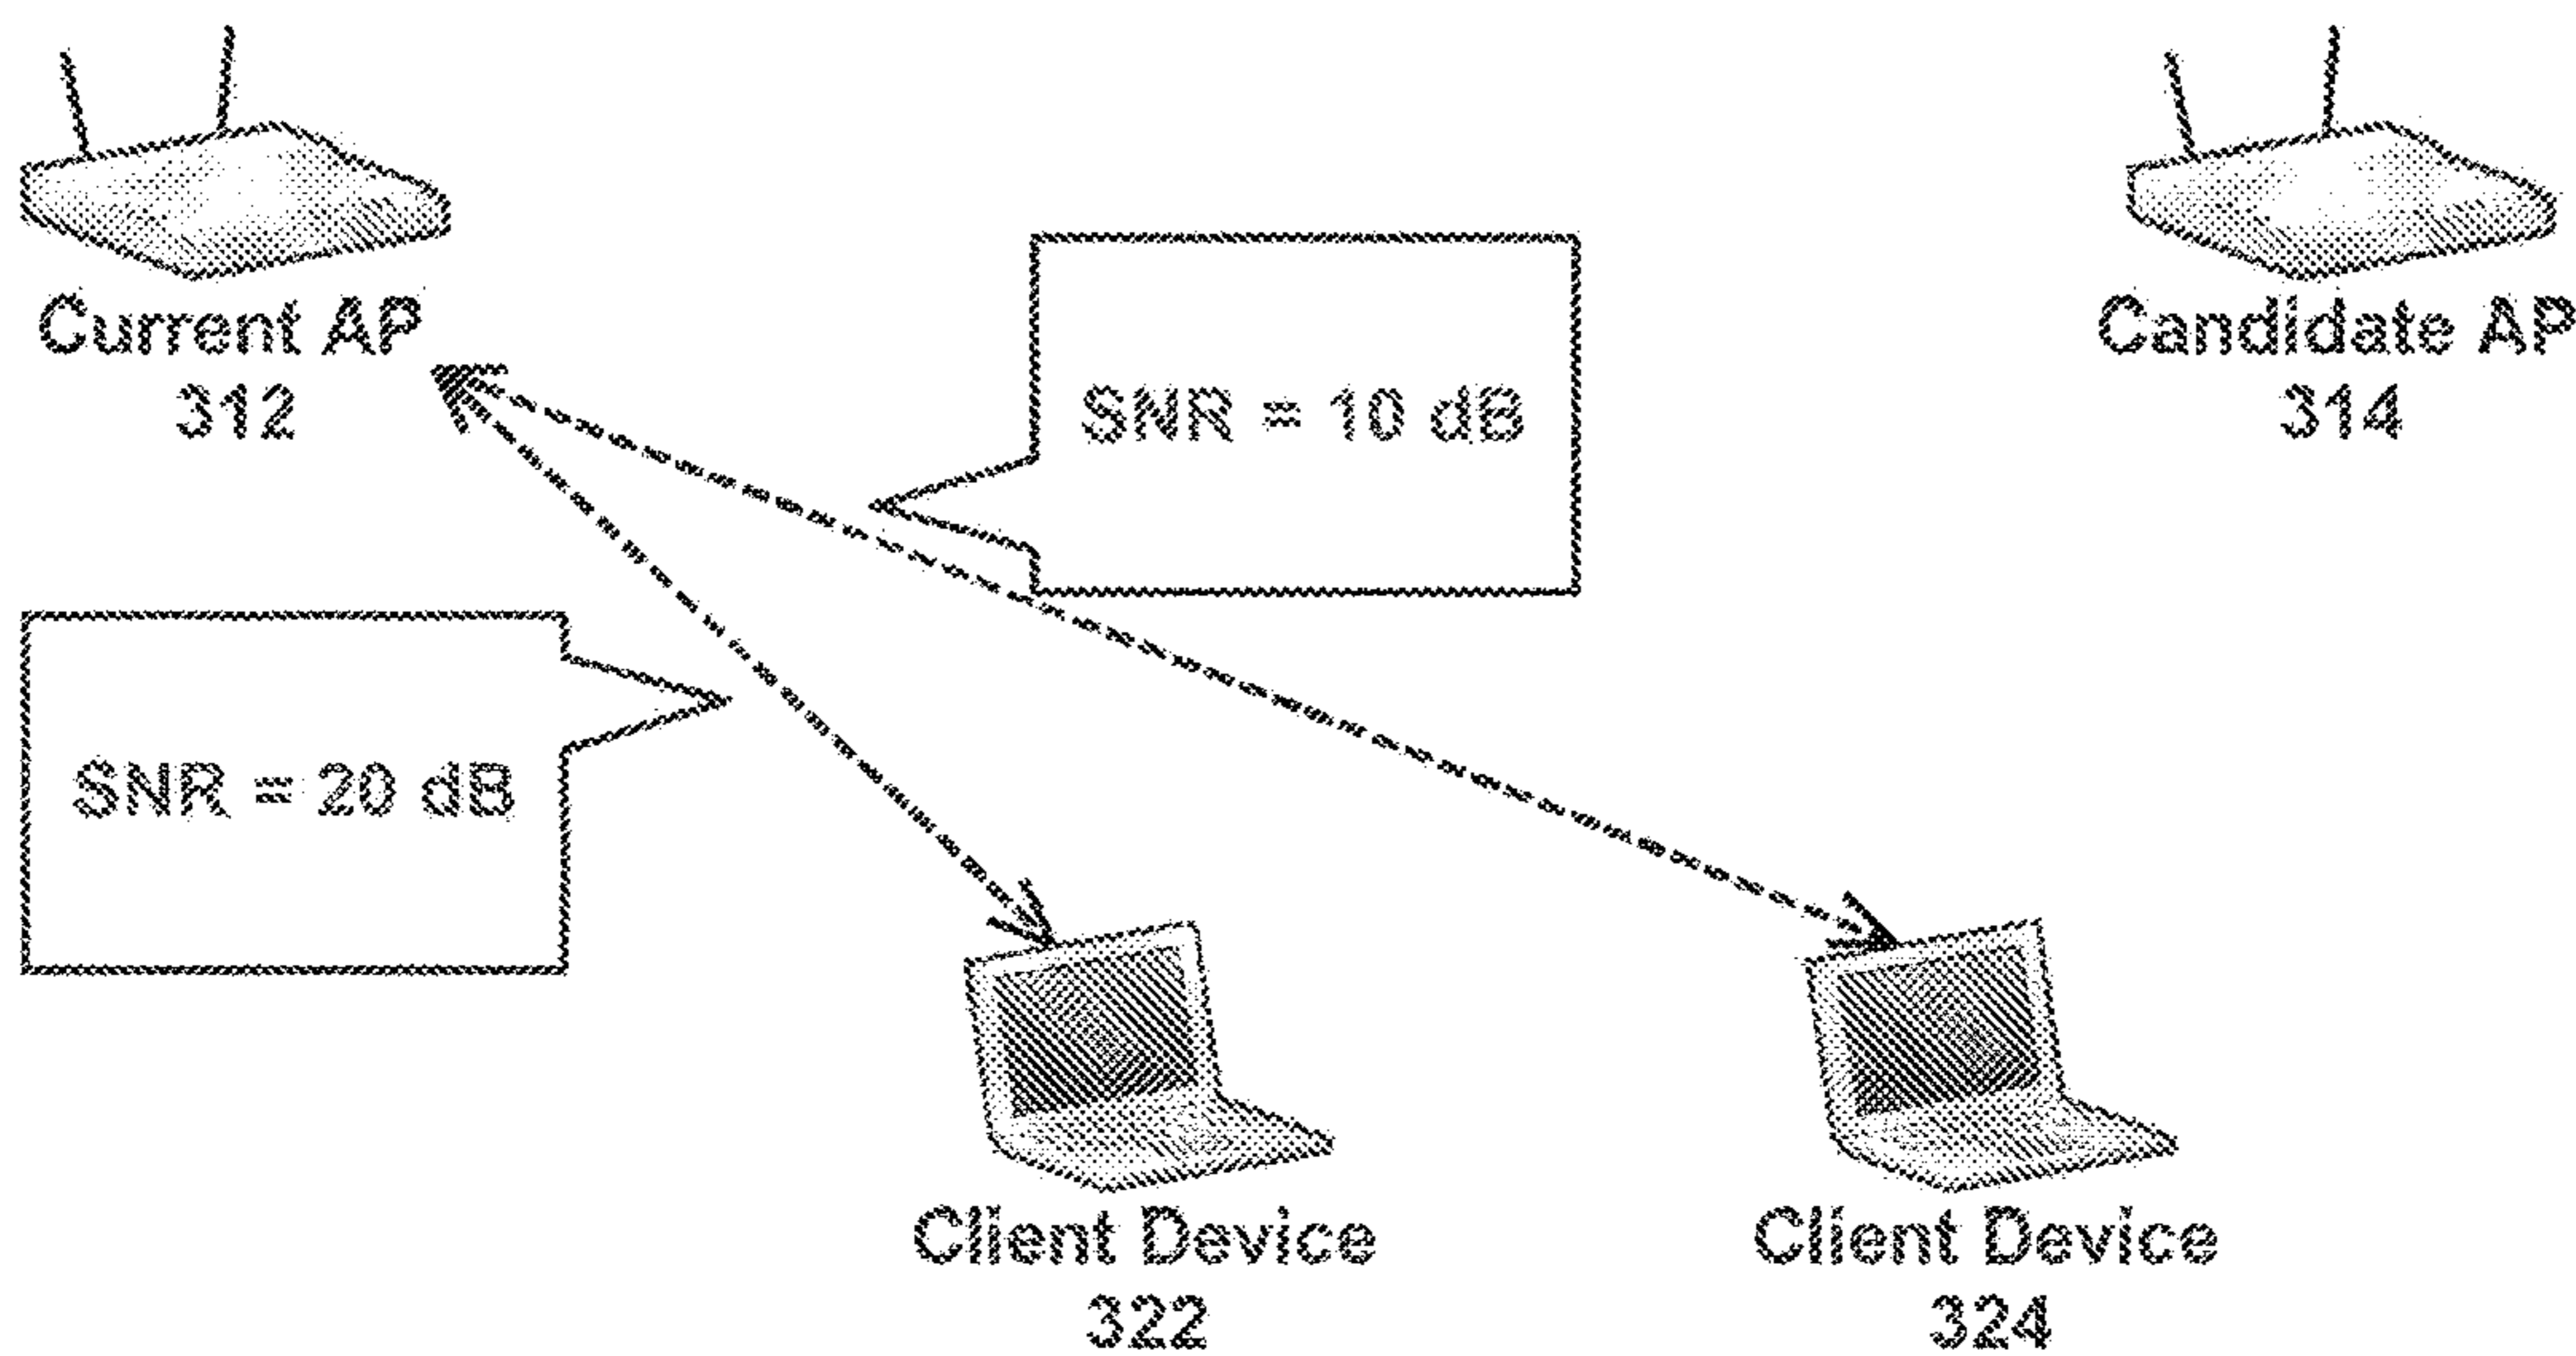 Current AP
312
Candidate AP
314
SNR = 10 dB
SNR = 20 dB
Client Device
322
Client Device
324